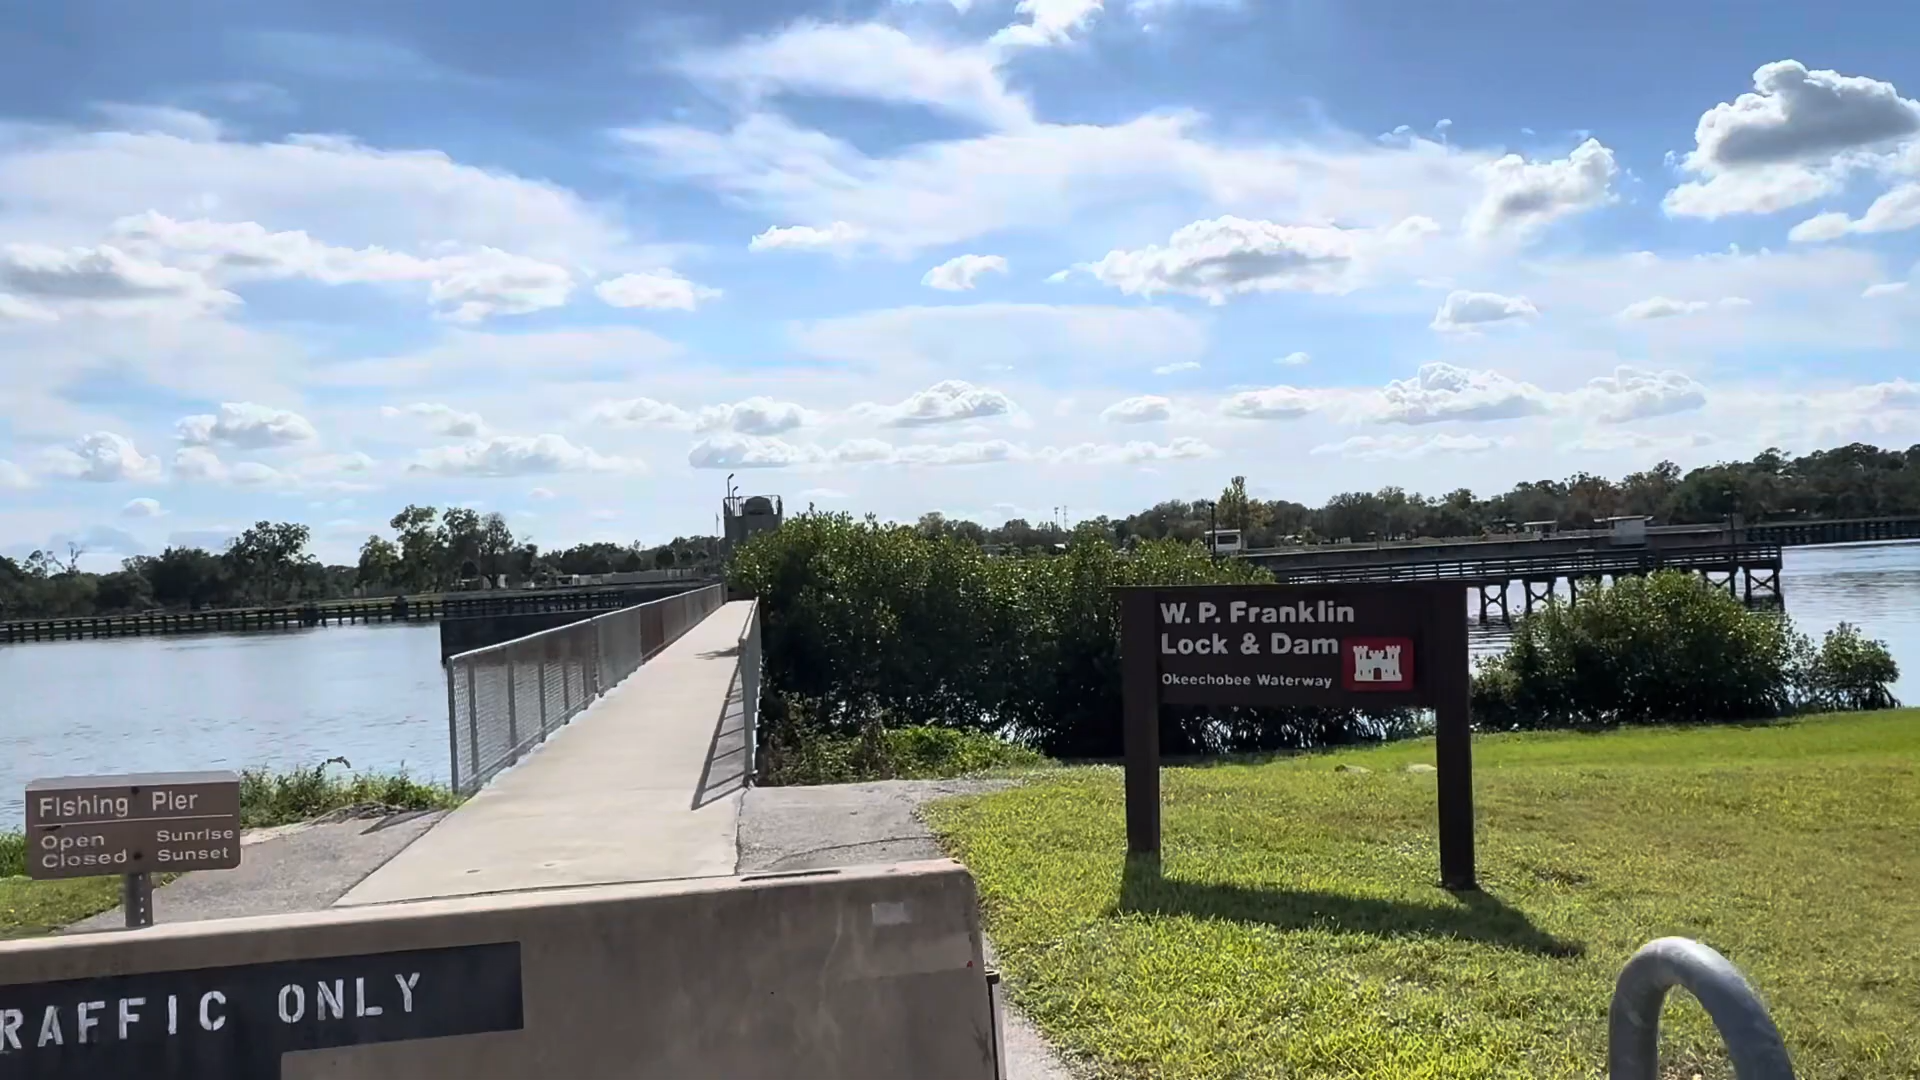 W. P. Franklin
Lock & Dam
Okeechobee Waterway
Fishing Pier
Open Sunrise
Closed Sunset
RAFFIC ONLY